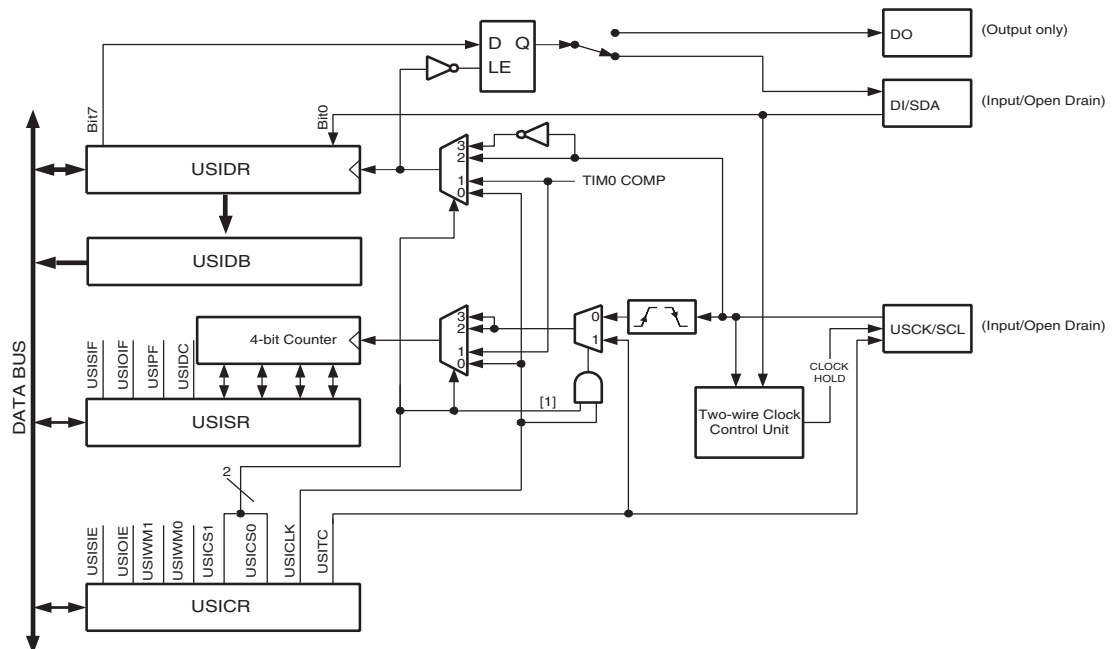 DO
(Output only)
D Q
LE
DI/SDA
(Input/Open Drain)
Bit7
Bit0
USIDR
3
2
1
0
TIM0 COMP
USIDB
DATA BUS
4-bit Counter
3
2
1
0
0
1
USCK/SCL
(Input/Open Drain)
CLOCK
HOLD
USISIF
USIOIF
USIPF
USIDC
[1]
Two-wire Clock
Control Unit
USISR
2
USISIE
USIOIE
USIWM1
USIWM0
USICS1
USICS0
USICLK
USITC
USICR